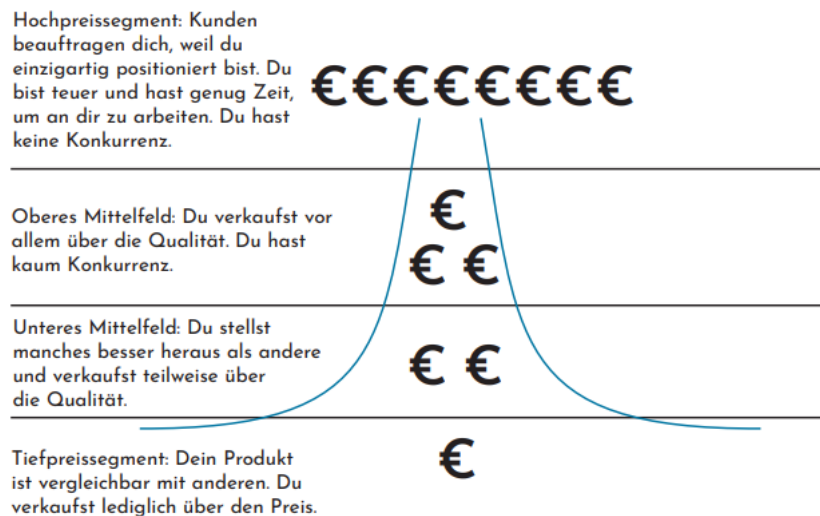 Hochpreissegment: Kunden
beauftragen dich, weil du
einzigartig positioniert bist. Du
bist teuer und hast genug Zeit,
um an dir zu arbeiten. Du hast
keine Konkurrenz.
€€€€€€€€
Oberes Mittelfeld: Du verkaufst vor
allem über die Qualität. Du hast
kaum Konkurrenz.
€
€ €
Unteres Mittelfeld: Du stellst
manches besser heraus als andere
und verkaufst teilweise über
die Qualität.
€ €
Tiefpreissegment: Dein Produkt
ist vergleichbar mit anderen. Du
verkaufst lediglich über den Preis.
€